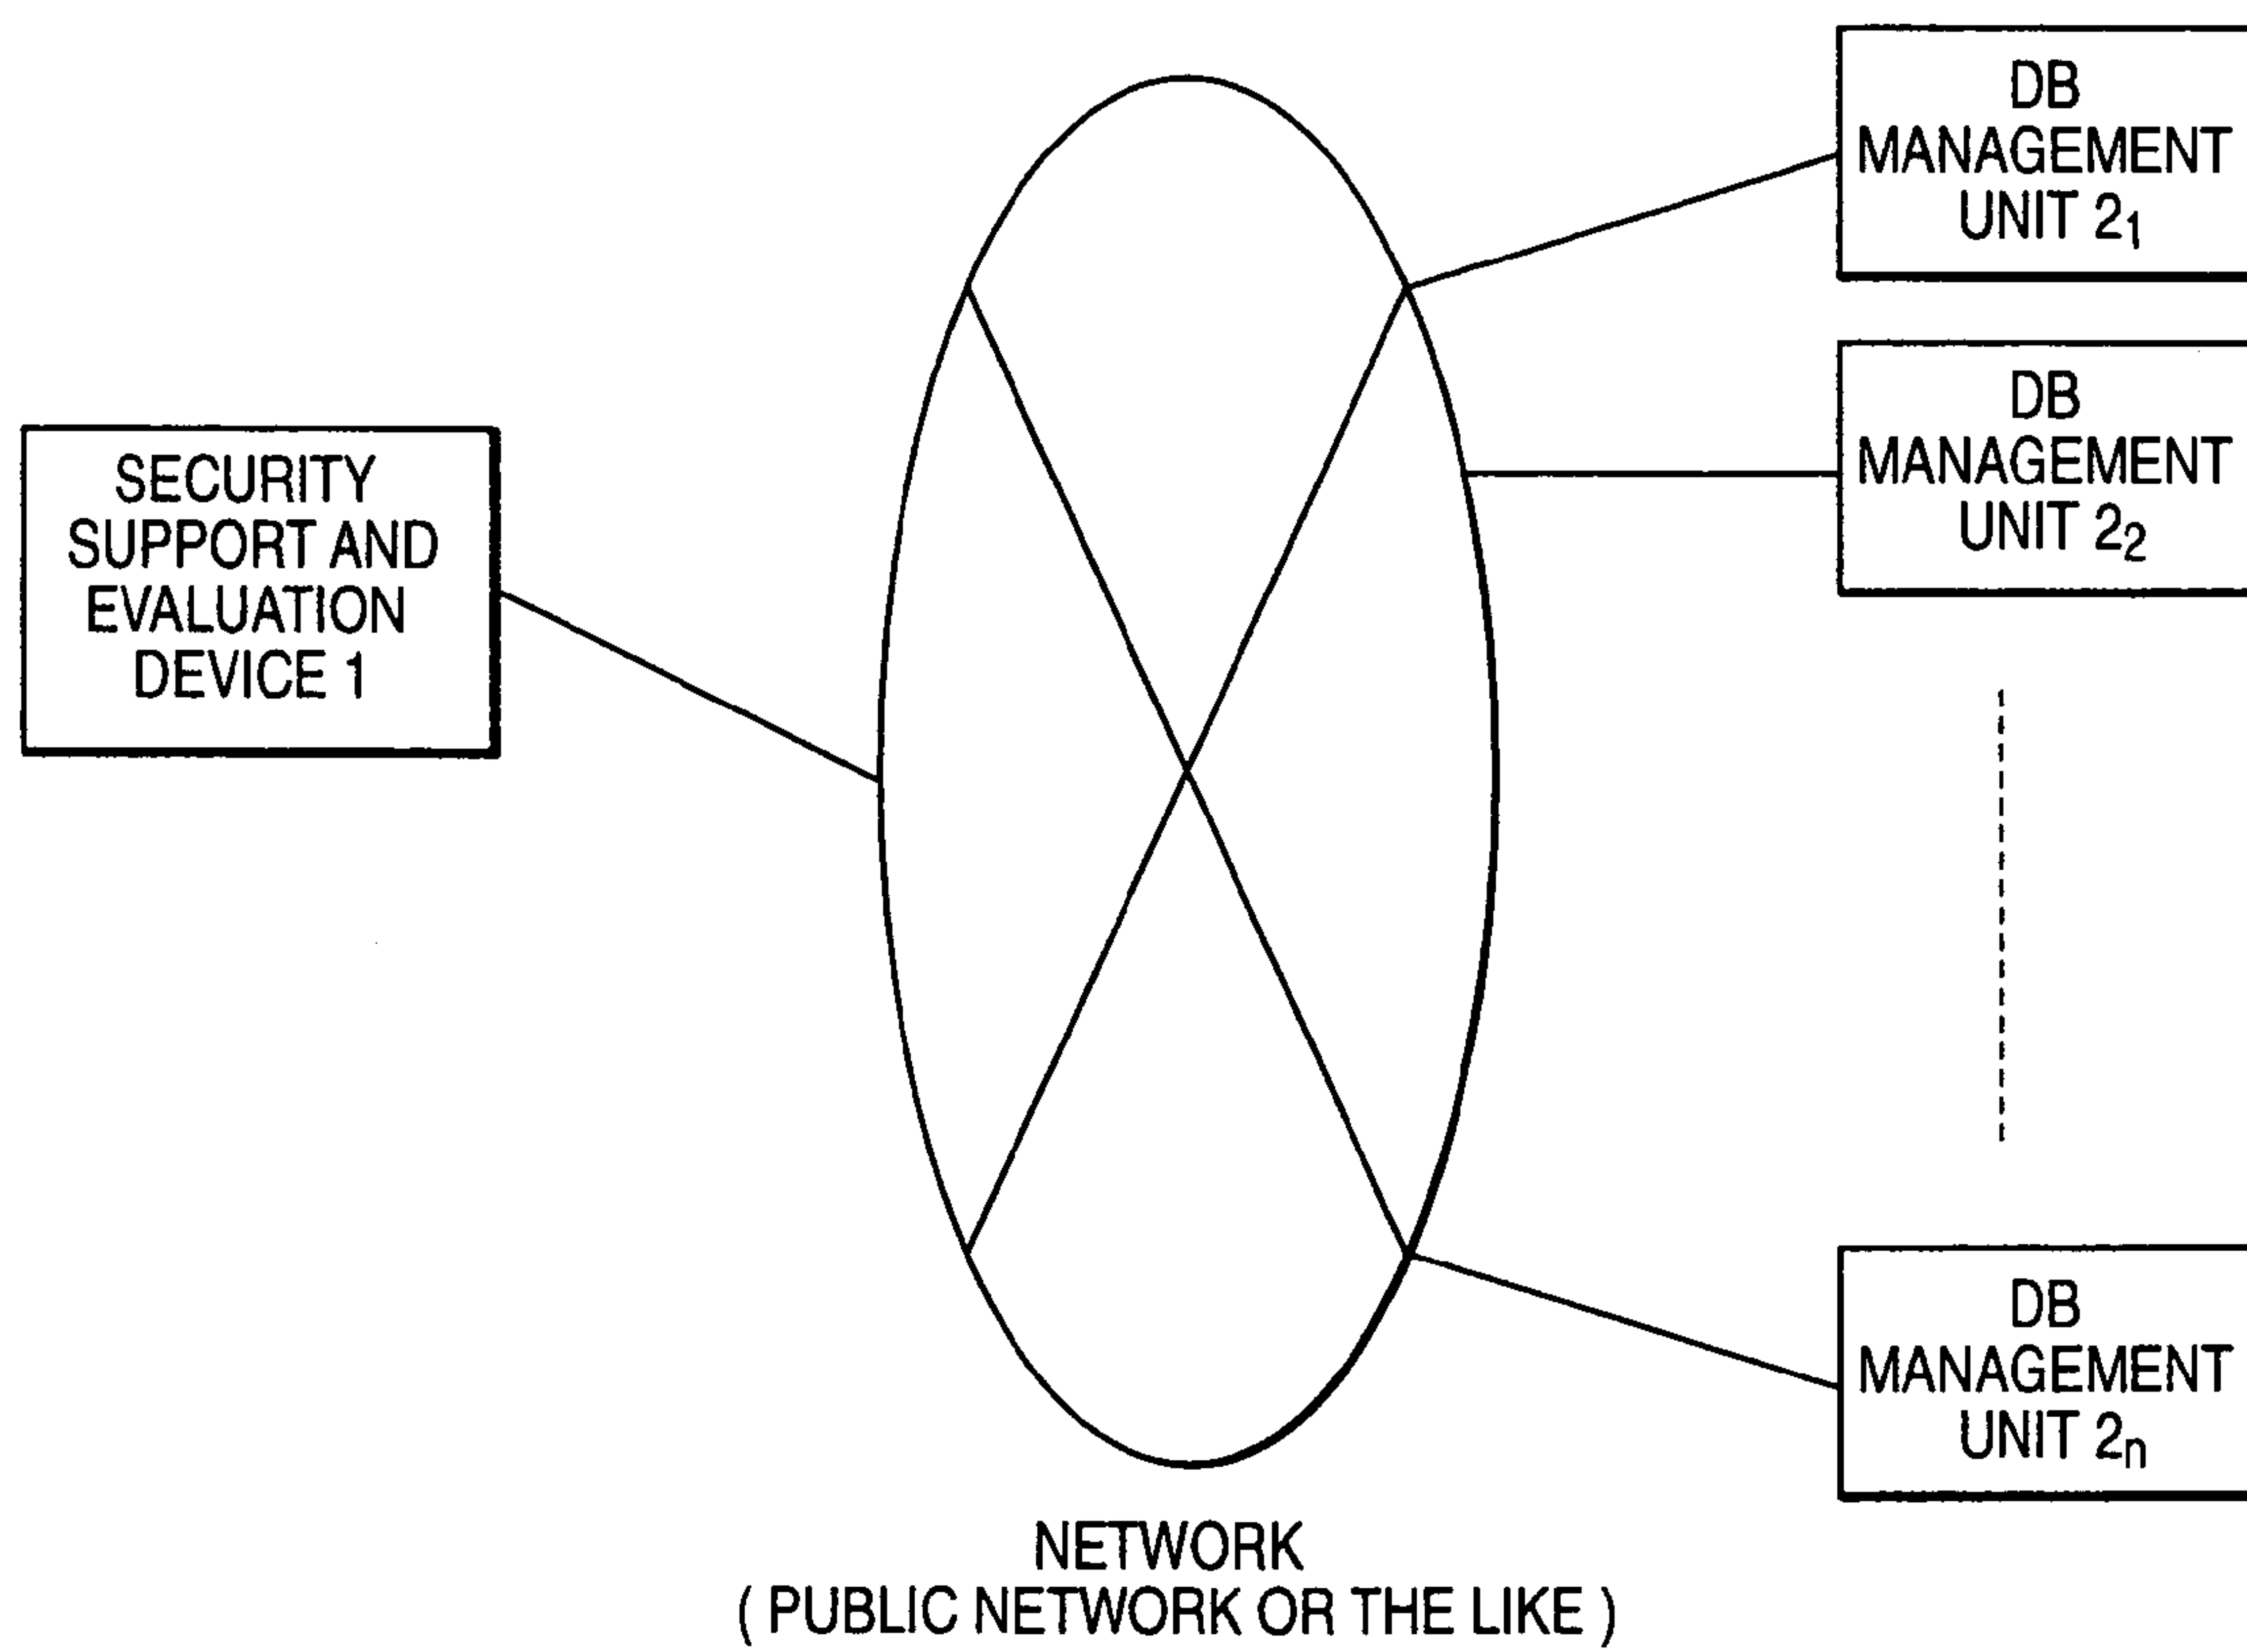 SECURITY
SUPPORT AND
EVALUATION
DEVICE 1
DB
MANAGEMENT
UNIT 2₁
DB
MANAGEMENT
UNIT 2₂
DB
MANAGEMENT
UNIT 2ₙ
NETWORK
( PUBLIC NETWORK OR THE LIKE )